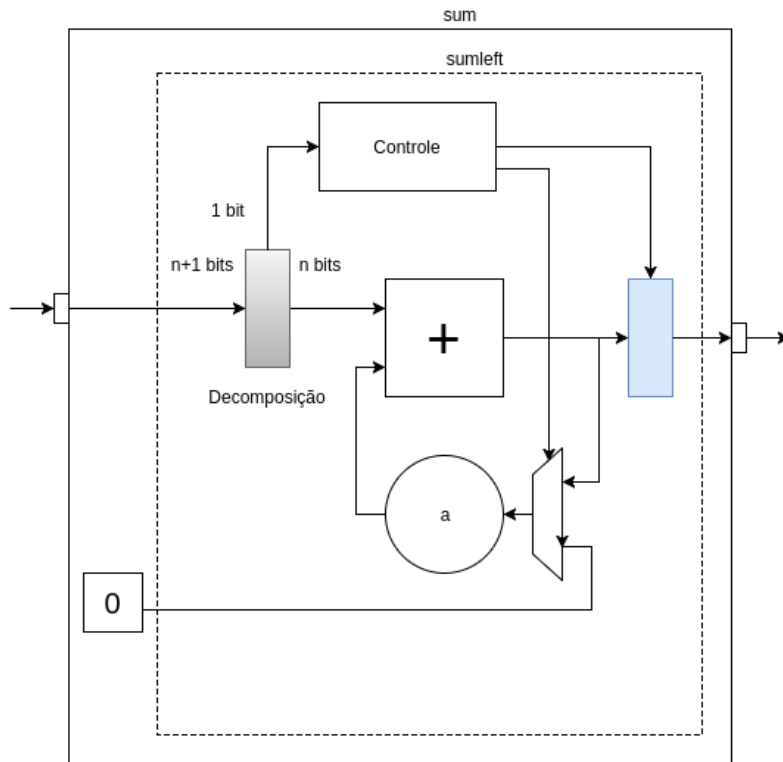 sum
sumleft
Controle
1 bit
n+1 bits
n bits
+
Decomposição
a
0